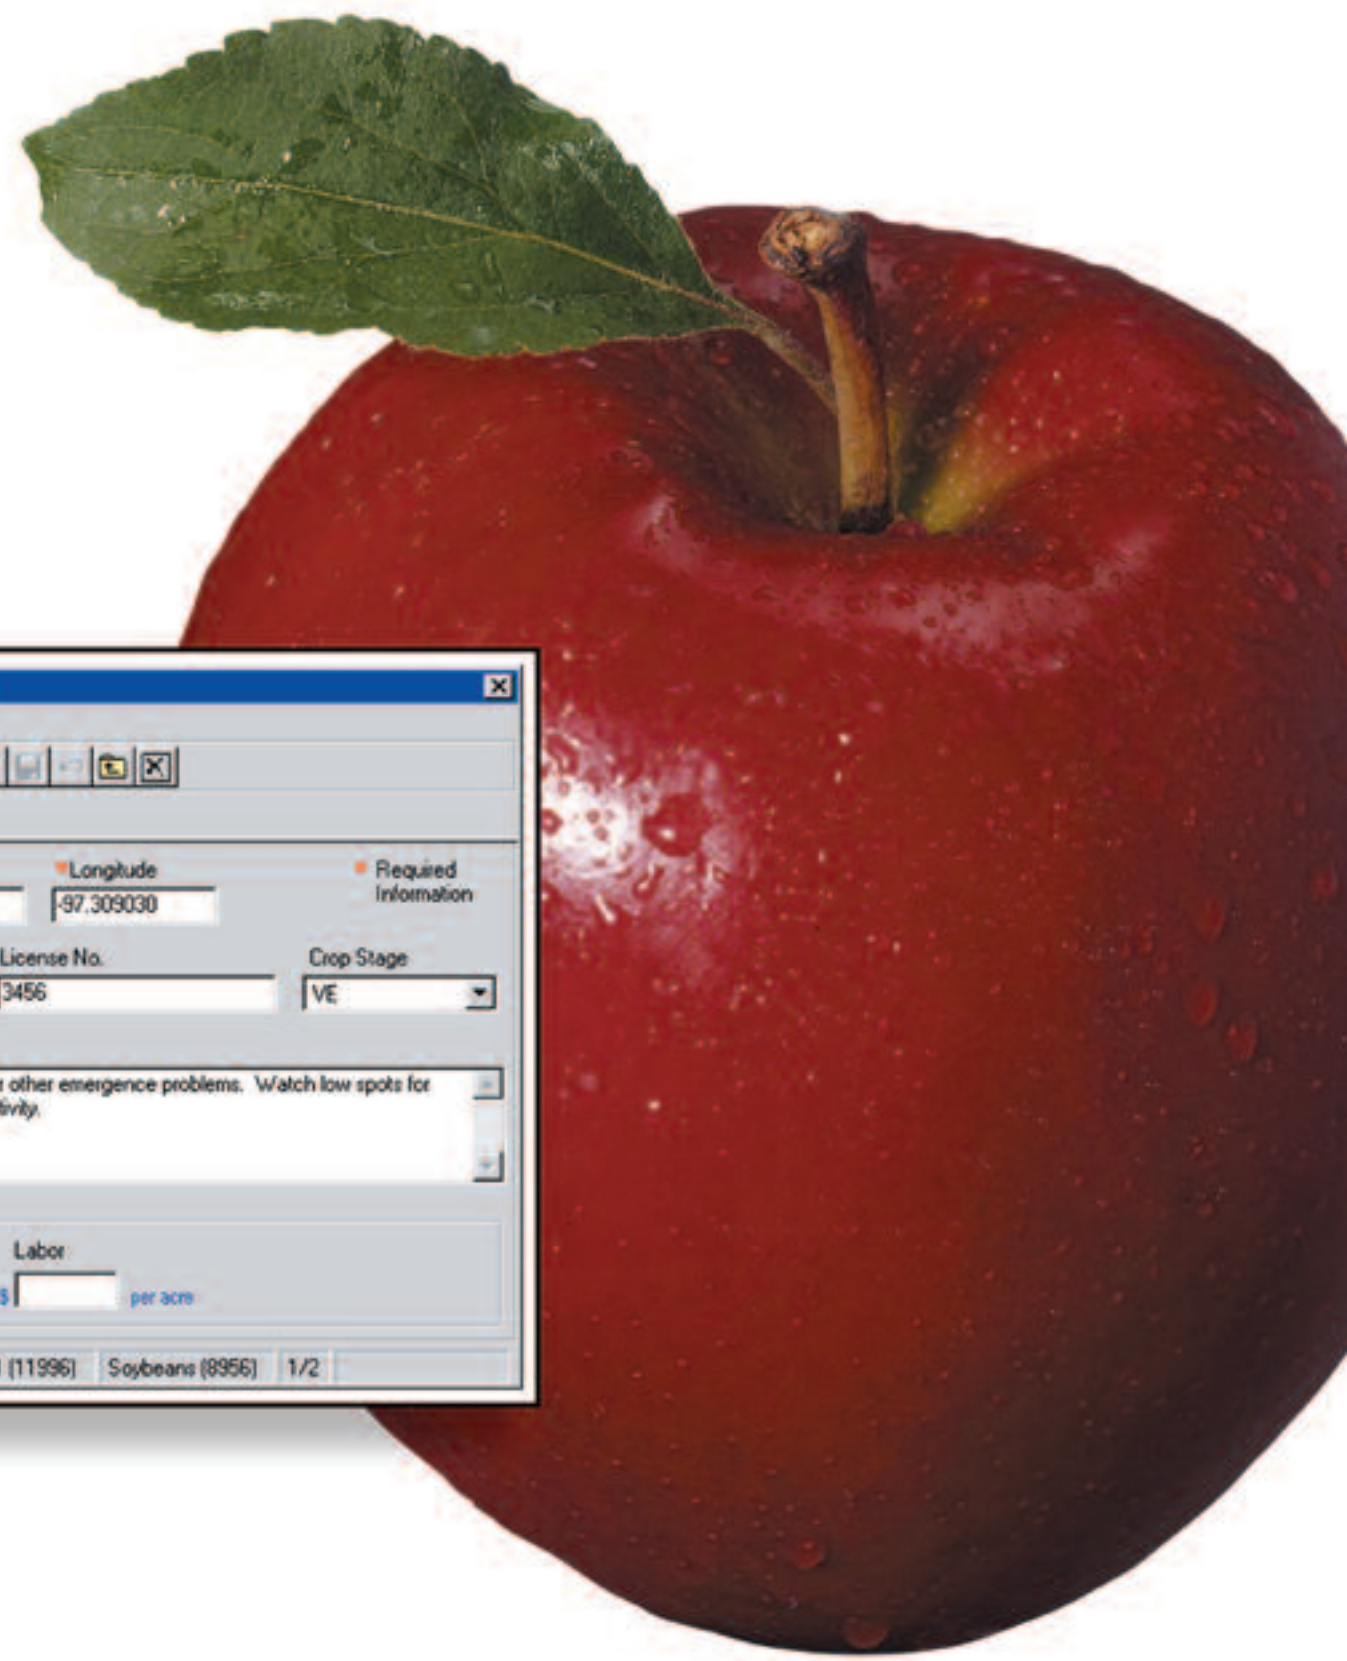 Longitude
Required
Information
-97.309030
License No.
Crop Stage
3456
VE
other emergence problems. Watch low spots for
Labor
$
per acre
(11996)
Soybeans (8956)
1/2